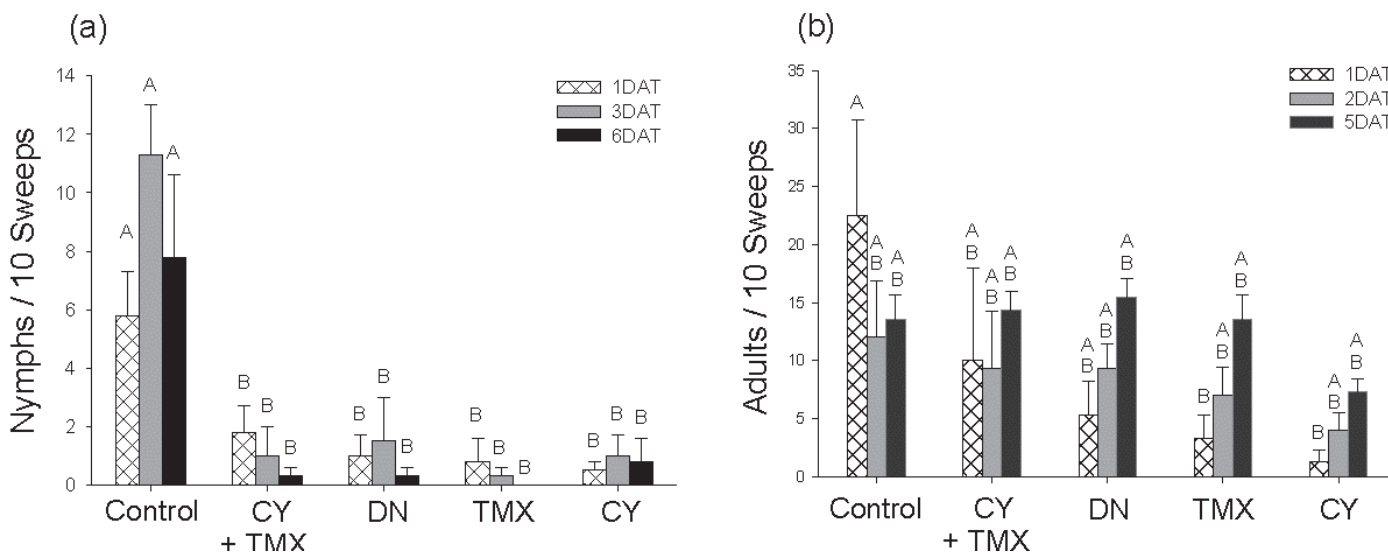 (a)
14
12
10
8
6
4
2
0
Nymphs / 10 Sweeps
1DAT
3DAT
6DAT
A
A
A
B
B
B
B
B
B
B
B
B
B
B
B
Control
CY
+ TMX
DN
TMX
CY
(b)
35
30
25
20
15
10
5
0
Adults / 10 Sweeps
1DAT
2DAT
5DAT
A
A
B
A
B
A
B
A
B
A
B
A
B
A
B
A
B
B
A
B
A
B
B
A
B
A
B
Control
CY
+ TMX
DN
TMX
CY